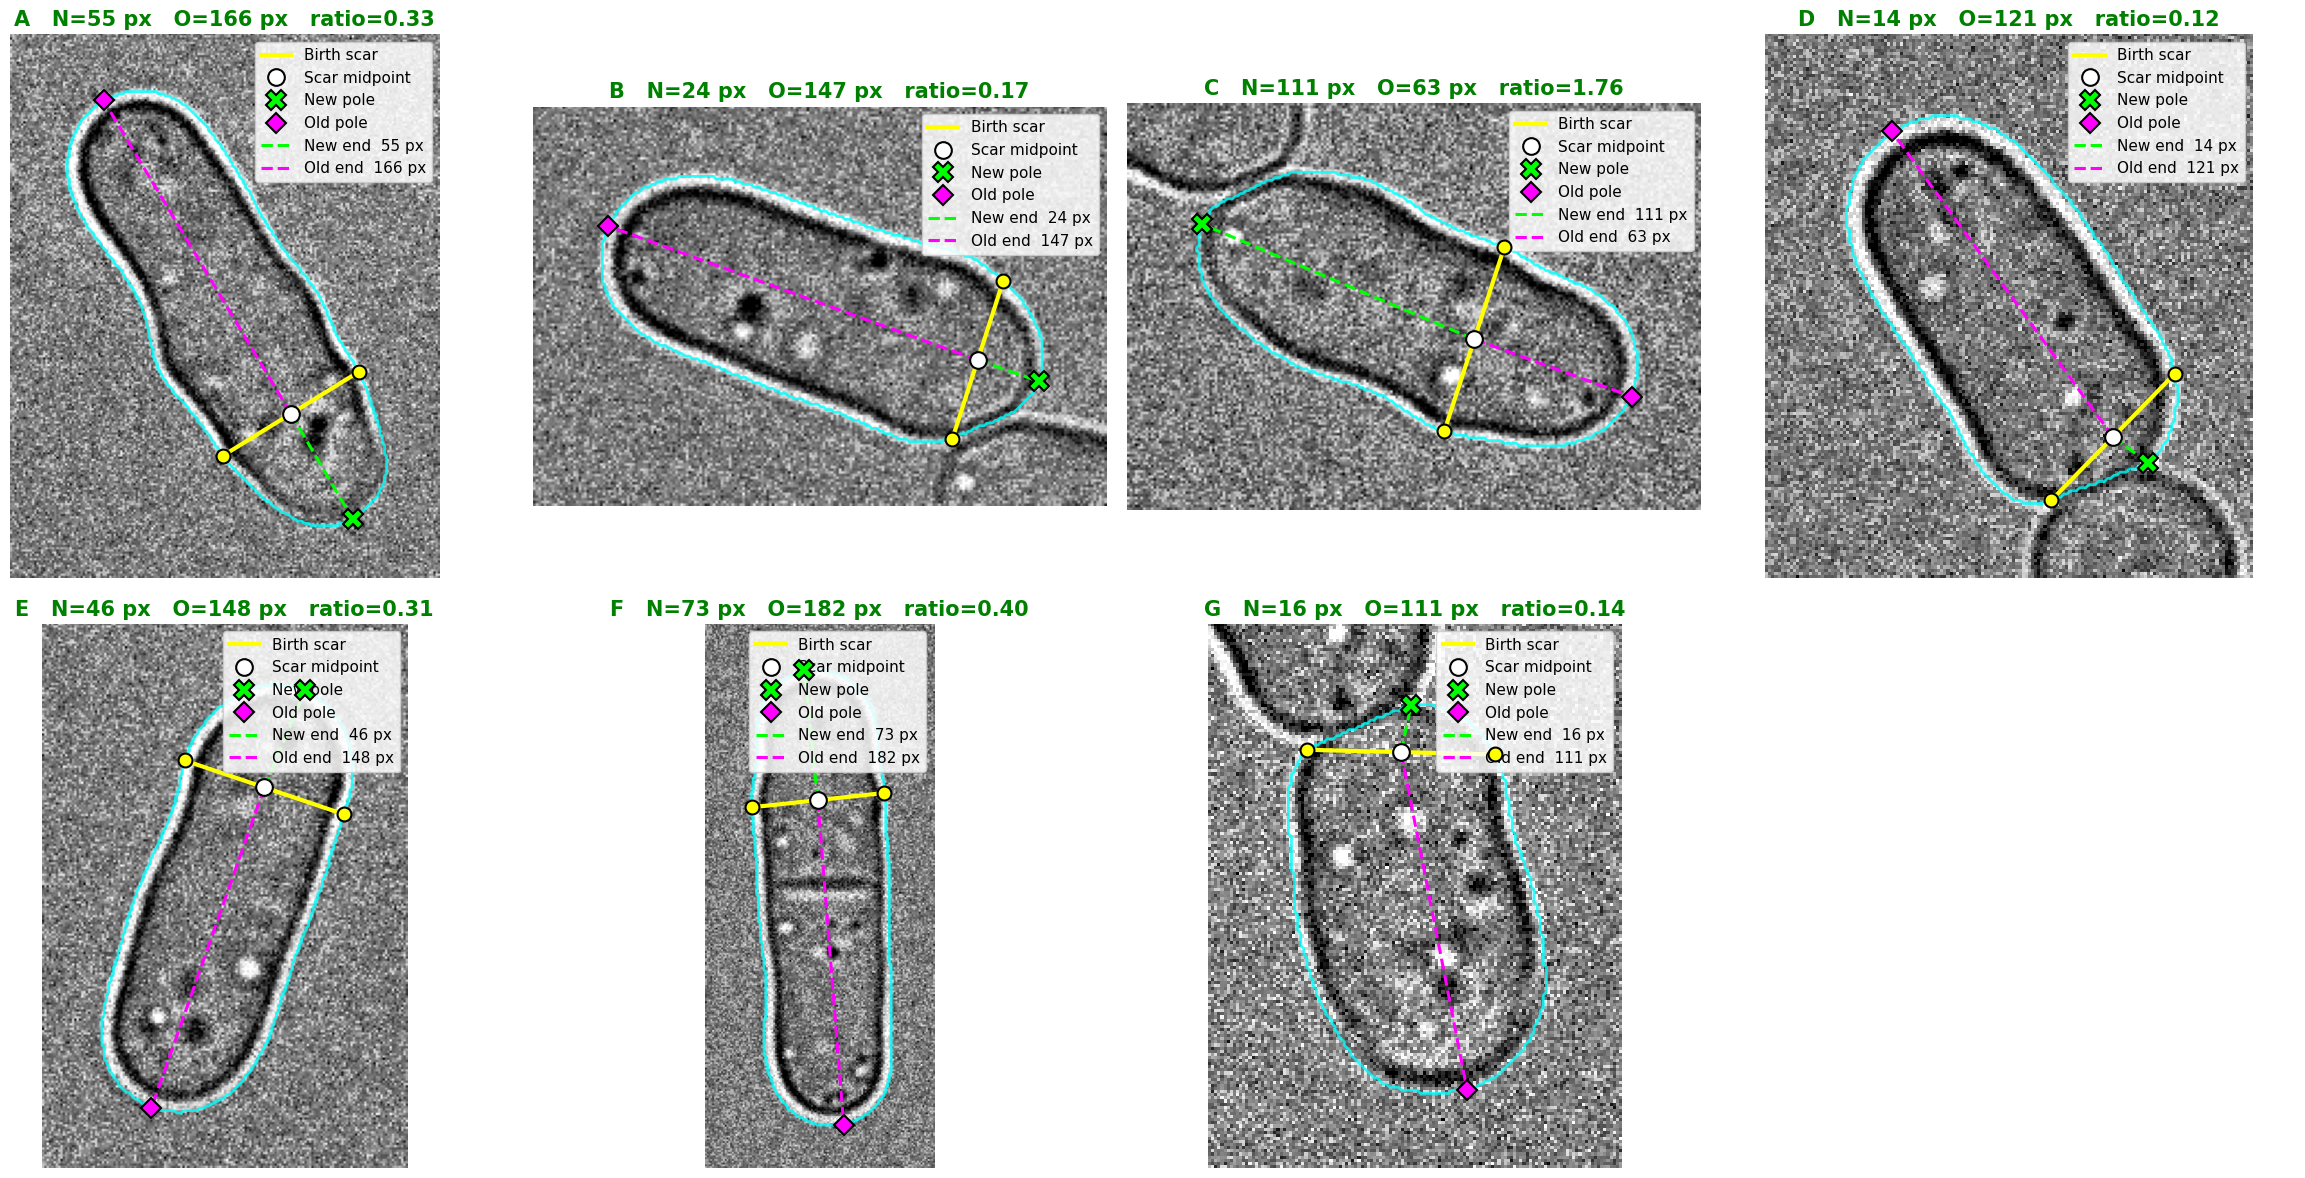 A   N=55 px   O=166 px   ratio=0.33
Birth scar
Scar midpoint
New pole
Old pole
New end  55 px
Old end  166 px
B   N=24 px   O=147 px   ratio=0.17
Birth scar
Scar midpoint
New pole
Old pole
New end  24 px
Old end  147 px
C   N=111 px   O=63 px   ratio=1.76
Birth scar
Scar midpoint
New pole
Old pole
New end  111 px
Old end  63 px
D   N=14 px   O=121 px   ratio=0.12
Birth scar
Scar midpoint
New pole
Old pole
New end  14 px
Old end  121 px
E   N=46 px   O=148 px   ratio=0.31
Birth scar
Scar midpoint
New pole
Old pole
New end  46 px
Old end  148 px
F   N=73 px   O=182 px   ratio=0.40
Birth scar
Scar midpoint
New pole
Old pole
New end  73 px
Old end  182 px
G   N=16 px   O=111 px   ratio=0.14
Birth scar
Scar midpoint
New pole
Old pole
New end  16 px
Old end  111 px